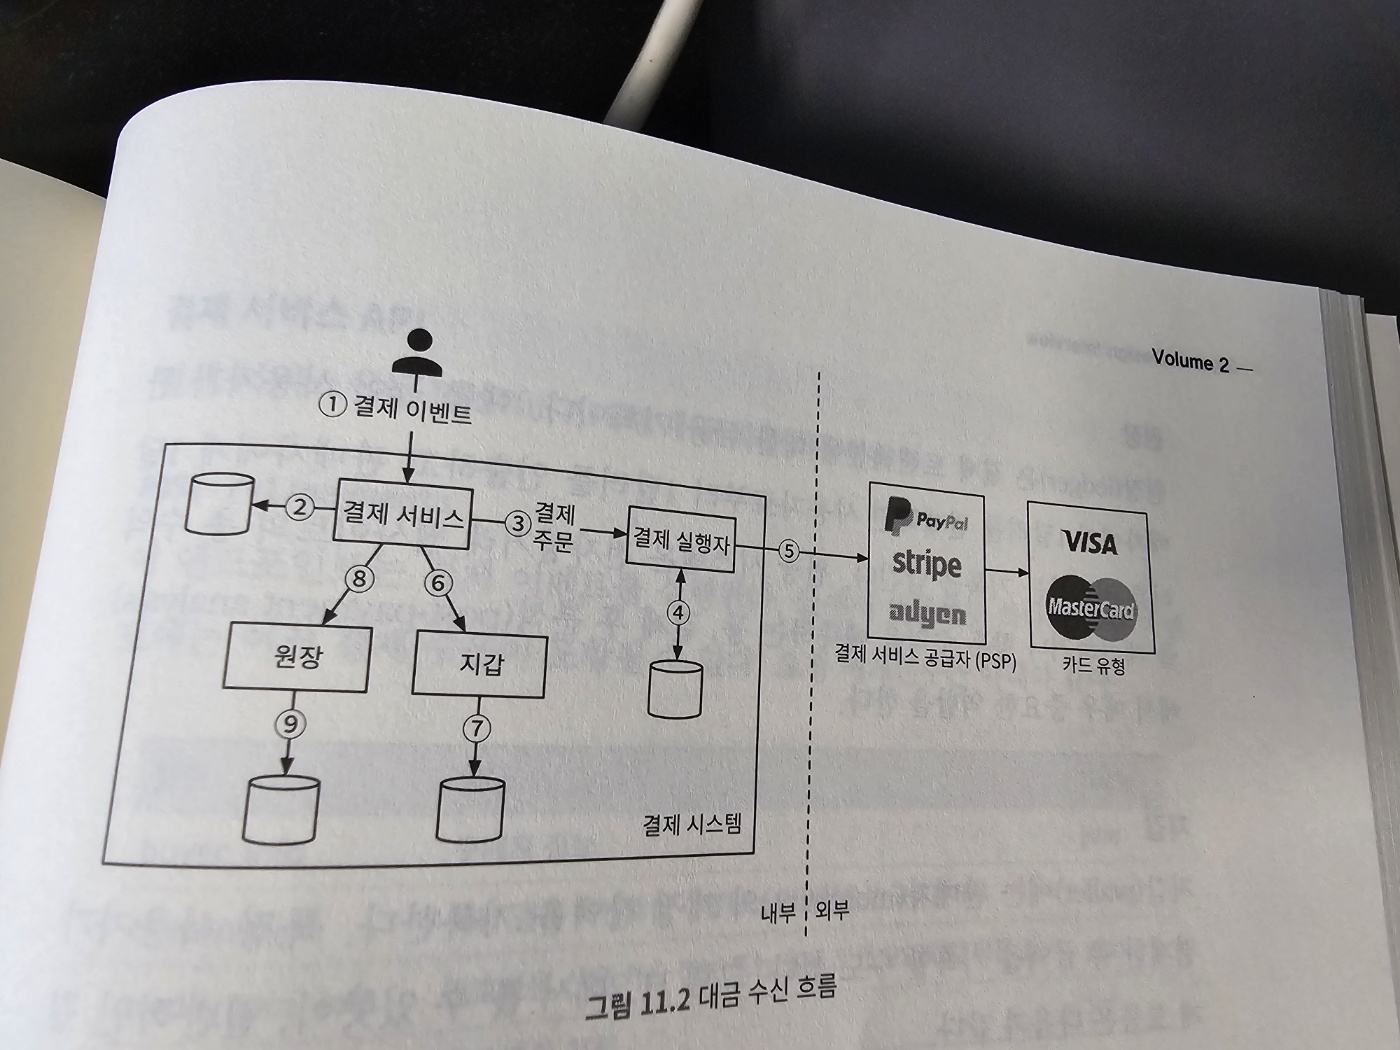 Volume 2
① 결제 이벤트
②
결제 서비스
③ 결제
주문
결제 실행자
⑤
PayPal
stripe
adyen
VISA
MasterCard
결제 서비스 공급자 (PSP)
카드 유형
⑧
⑥
④
원장
지갑
⑨
⑦
결제 시스템
내부
외부
그림 11.2 대금 수신 흐름